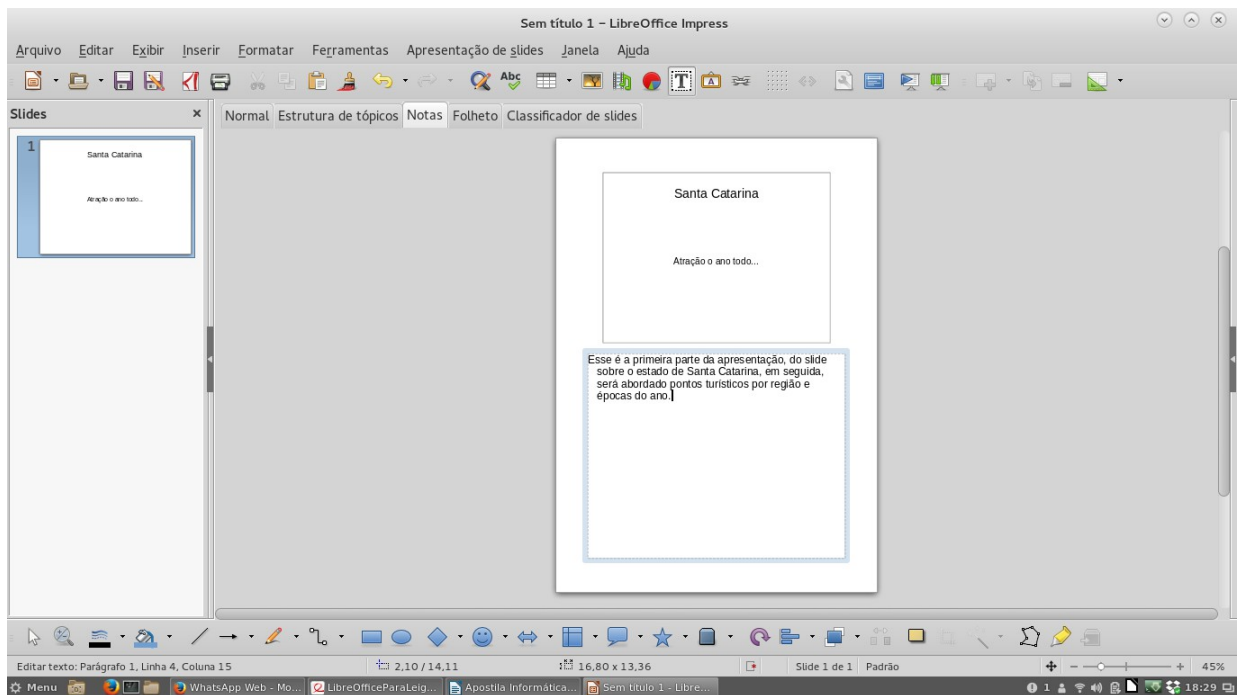 Sem título 1 – LibreOffice Impress
Arquivo Editar Exibir Inserir Formatar Ferramentas Apresentação de slides Janela Ajuda
Abc
T
A
Slides ×
Normal Estrutura de tópicos Notas Folheto Classificador de slides
1
Santa Catarina
Atração o ano todo...
Santa Catarina
Atração o ano todo...
Esse é a primeira parte da apresentação, do slide
sobre o estado de Santa Catarina, em seguida,
será abordado pontos turísticos por região e
épocas do ano.
Editar texto: Parágrafo 1, Linha 4, Coluna 15 2,10 / 14,11 16,80 x 13,36 Slide 1 de 1 Padrão 45%
Menu WhatsApp Web - Mo... LibreOfficeParaLeig... Apostila Informática... Sem título 1 - Libre... 1 18:29